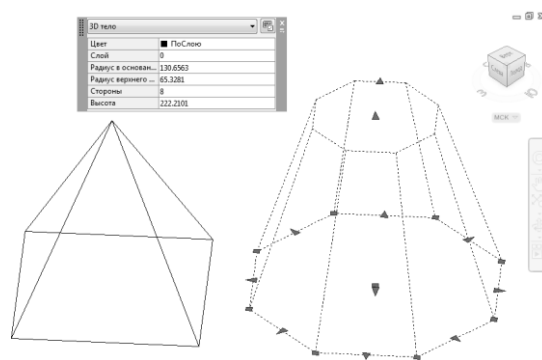 3D тело
Цвет ПоСлою
Слой 0
Радиус в основан... 130.6563
Радиус верхнего ... 65.3281
Стороны 8
Высота 222.2101
МСК